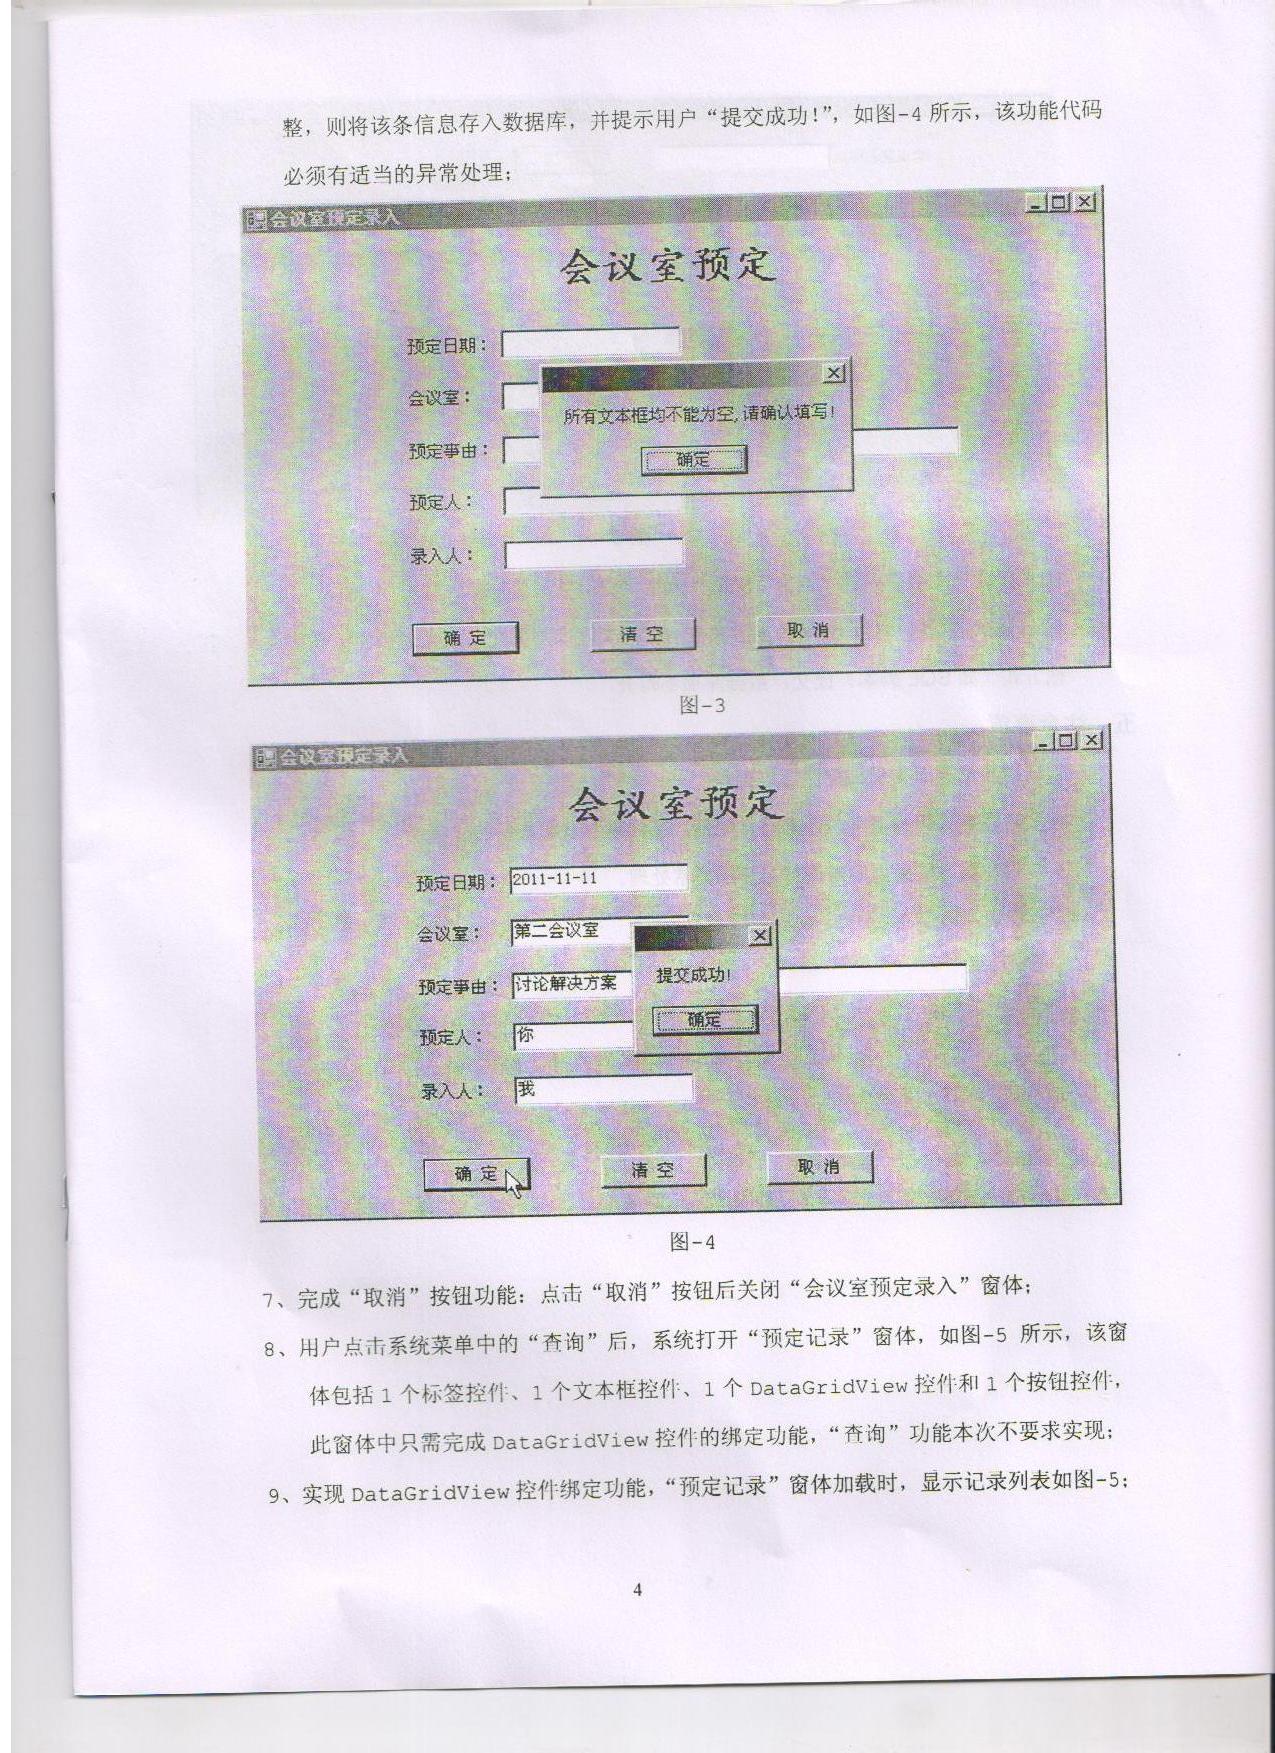 整，则将该条信息存入数据库，并提示用户“提交成功！”，如图-4 所示，该功能代码
必须有适当的异常处理；
会议室预定录入
会议室预定
预定日期：
会议室：
所有文本框均不能为空,请确认填写!
预定事由：
确定
预定人：
录入人：
确 定
清 空
取 消
图-3
会议室预定录入
会议室预定
预定日期： 2011-11-11
会议室： 第二会议室
提交成功!
预定事由： 讨论解决方案
确定
预定人： 你
录入人： 我
确 定
清 空
取 消
图-4
7、完成“取消”按钮功能：点击“取消”按钮后关闭“会议室预定录入”窗体；
8、用户点击系统菜单中的“查询”后，系统打开“预定记录”窗体，如图-5 所示，该窗
体包括 1 个标签控件、1 个文本框控件、1 个 DataGridView 控件和 1 个按钮控件，
此窗体中只需完成 DataGridView 控件的绑定功能，“查询”功能本次不要求实现；
9、实现 DataGridView 控件绑定功能，“预定记录”窗体加载时，显示记录列表如图-5；
4